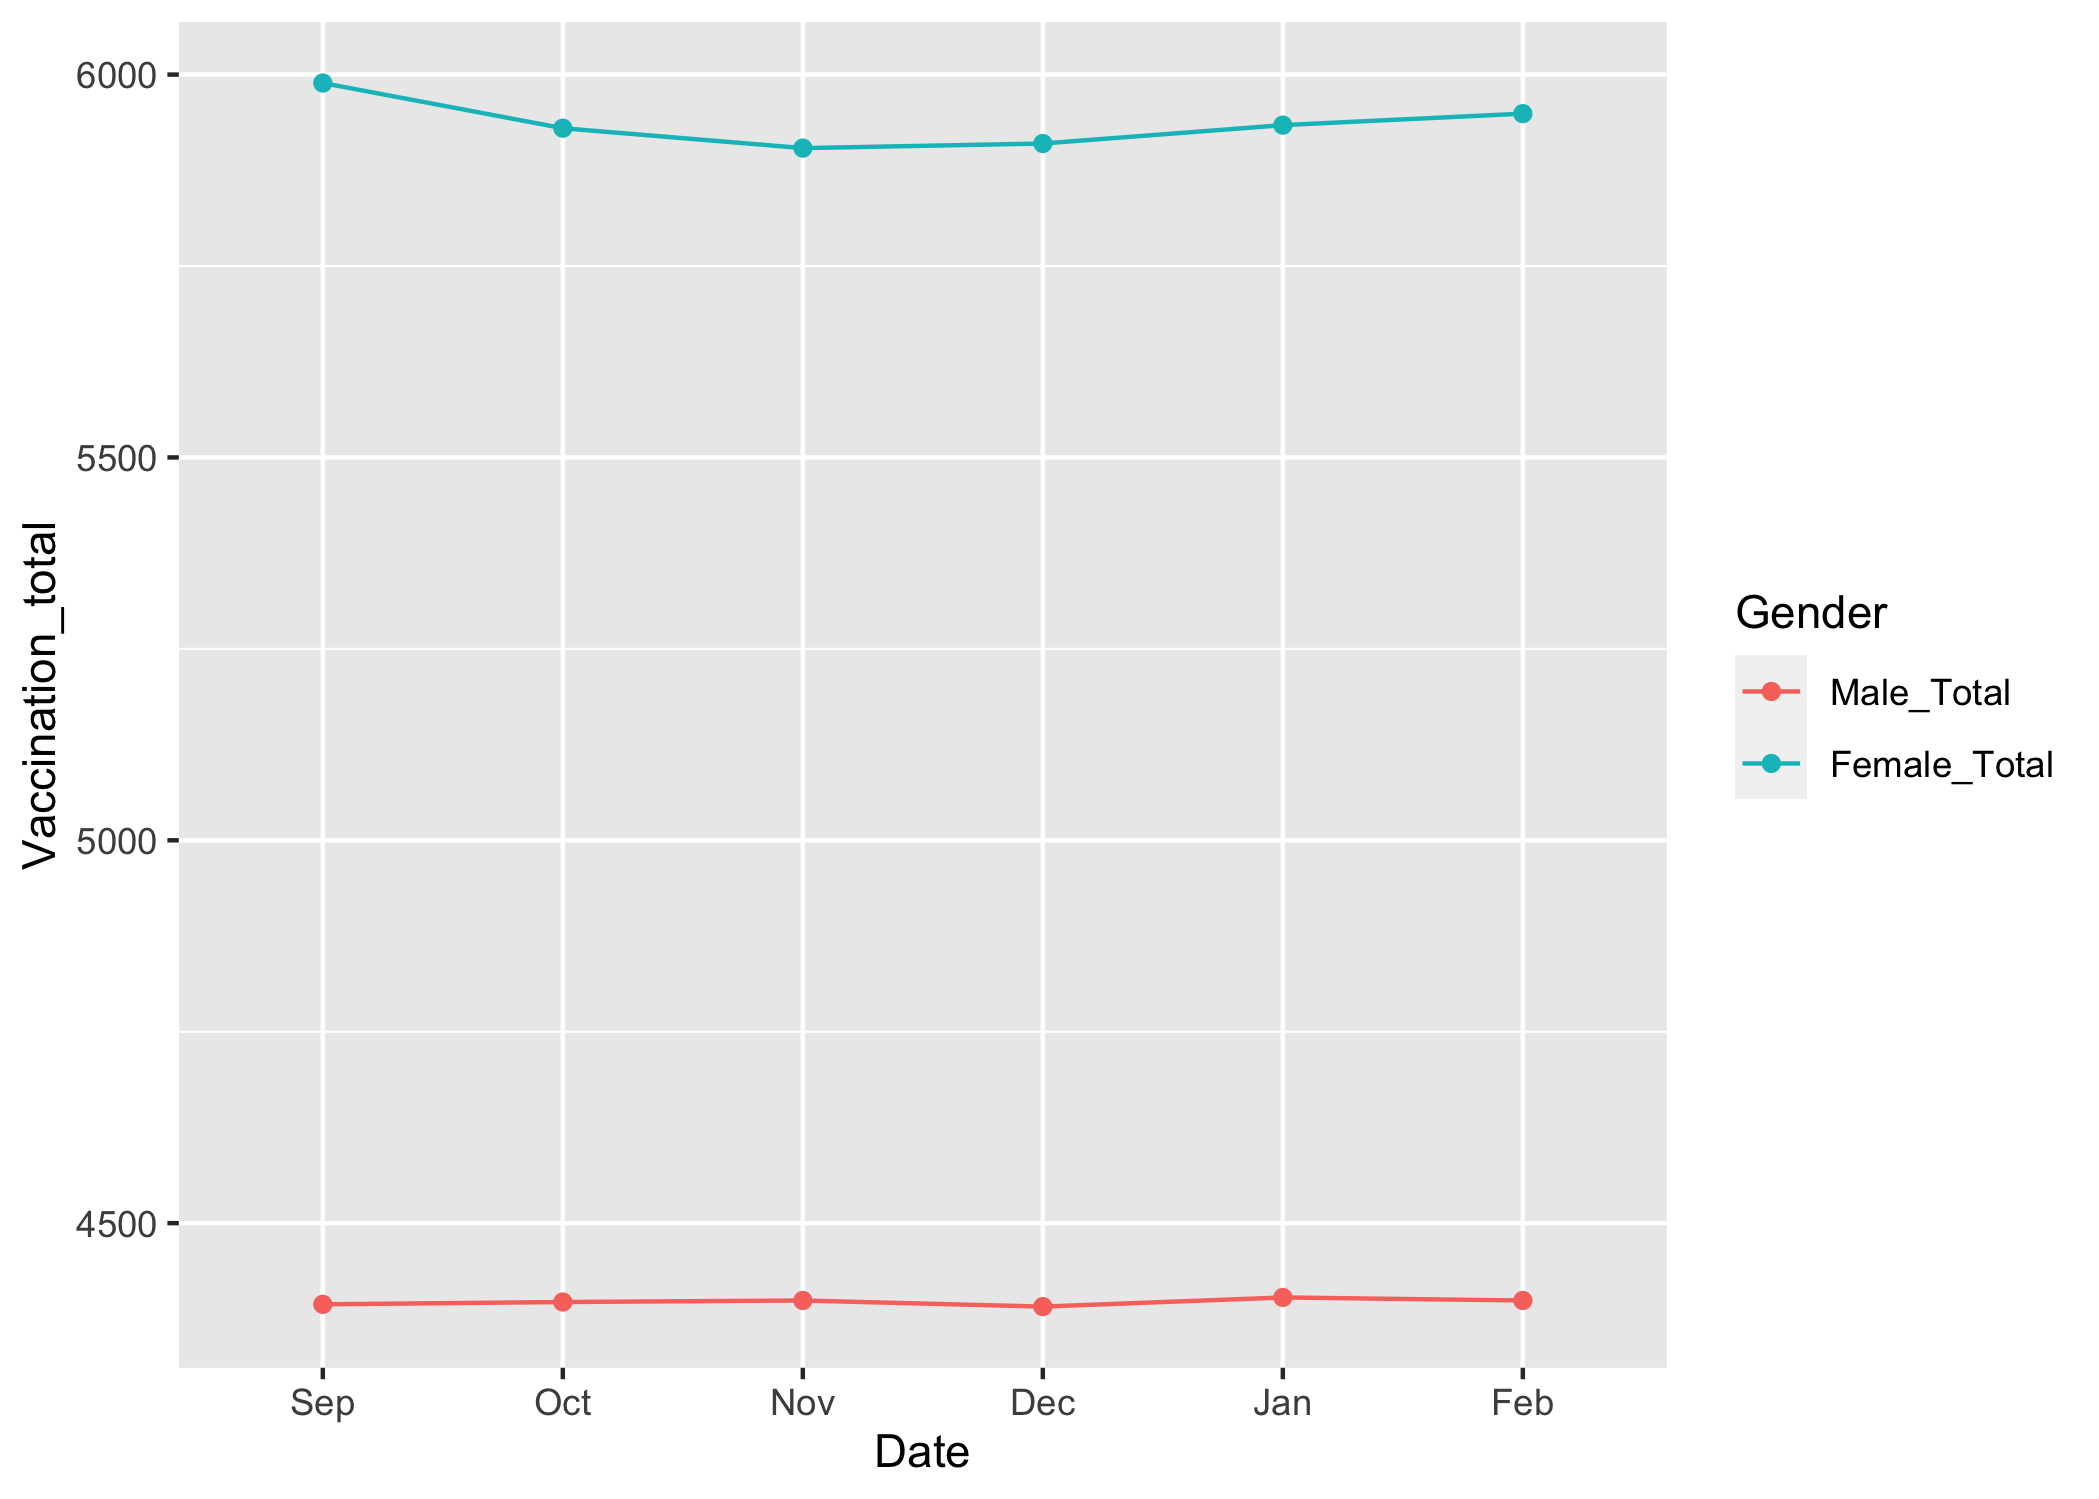 6000
5500
5000
4500
Vaccination_total
Sep Oct Nov Dec Jan Feb
Date
Gender
Male_Total
Female_Total